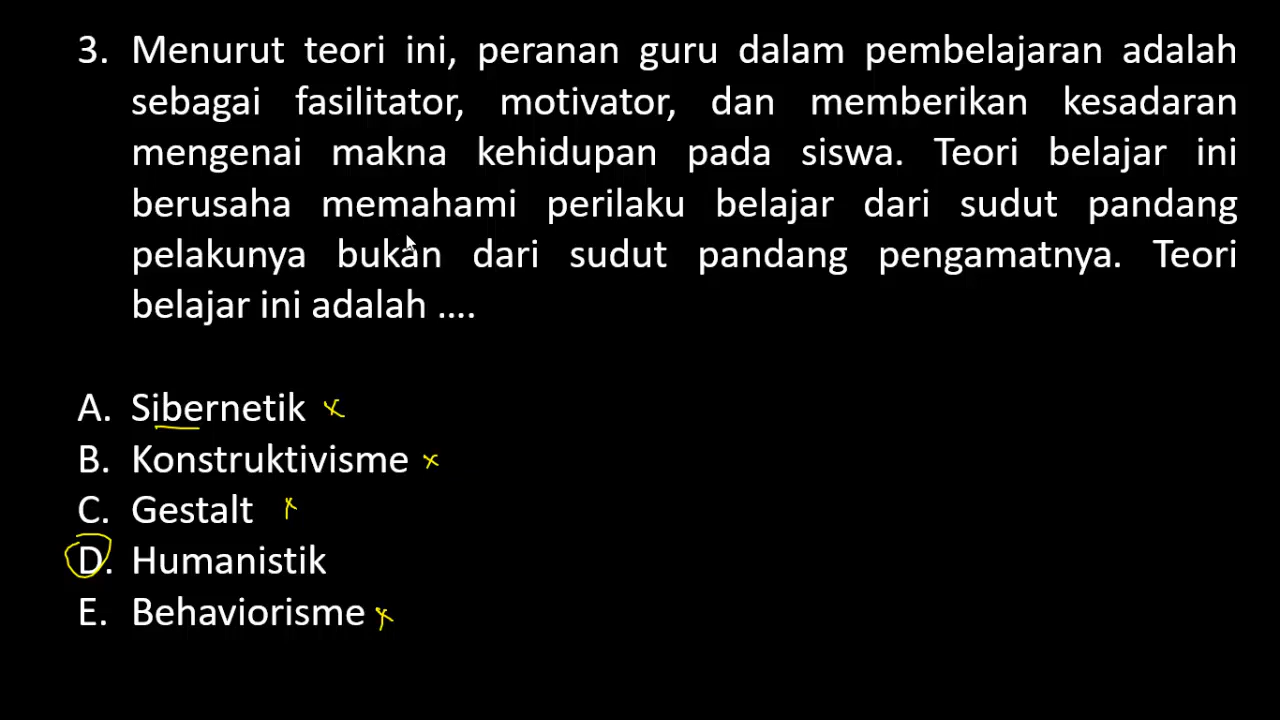 3. Menurut teori ini, peranan guru dalam pembelajaran adalah
sebagai fasilitator, motivator, dan memberikan kesadaran
mengenai makna kehidupan pada siswa. Teori belajar ini
berusaha memahami perilaku belajar dari sudut pandang
pelakunya bukan dari sudut pandang pengamatnya. Teori
belajar ini adalah ....
A. Sibernetik x
B. Konstruktivisme x
C. Gestalt x
D. Humanistik
E. Behaviorisme x